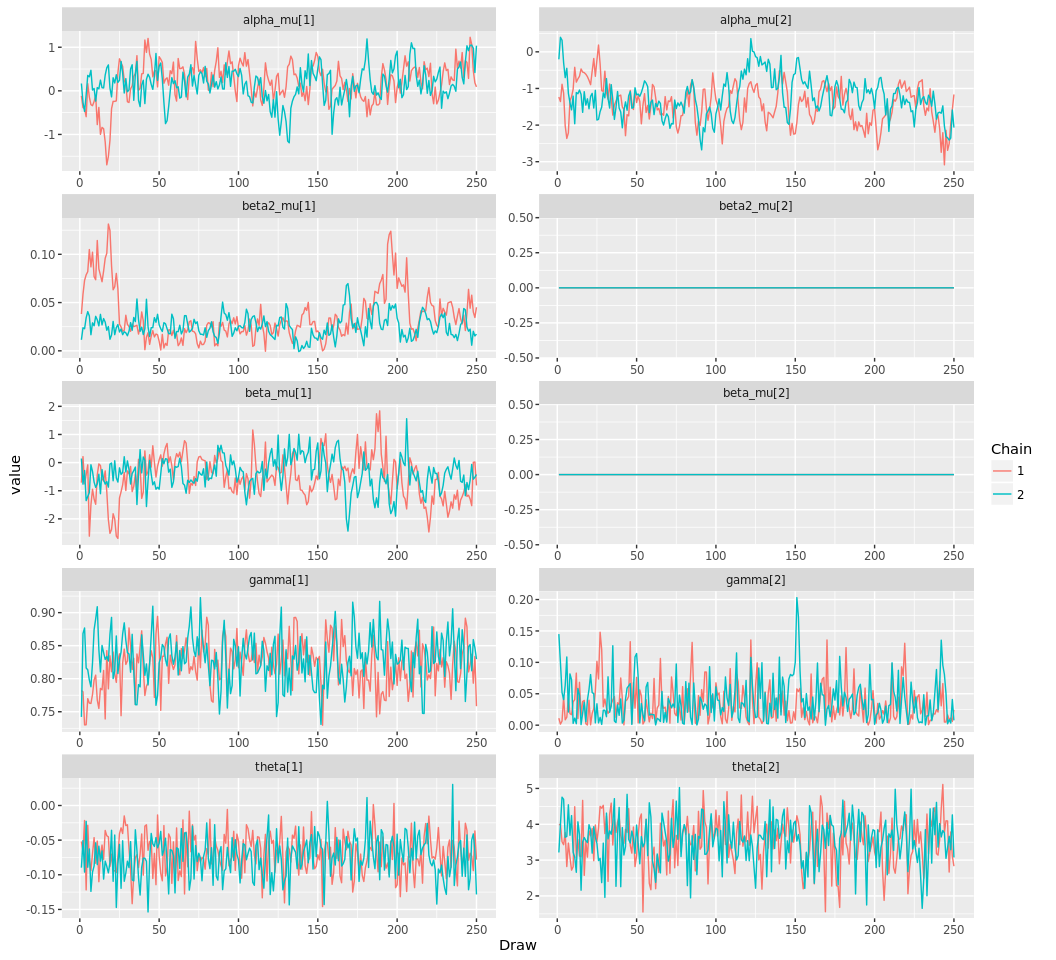 alpha_mu[1]
alpha_mu[2]
1
0
-1
0
-1
-2
-3
0 50 100 150 200 250
0 50 100 150 200 250
beta2_mu[1]
beta2_mu[2]
0.10
0.05
0.00
0.50
0.25
0.00
-0.25
-0.50
0 50 100 150 200 250
0 50 100 150 200 250
beta_mu[1]
beta_mu[2]
2
1
0
-1
-2
0.50
0.25
0.00
-0.25
-0.50
0 50 100 150 200 250
0 50 100 150 200 250
gamma[1]
gamma[2]
0.90
0.85
0.80
0.75
0.20
0.15
0.10
0.05
0.00
0 50 100 150 200 250
0 50 100 150 200 250
theta[1]
theta[2]
0.00
-0.05
-0.10
-0.15
5
4
3
2
0 50 100 150 200 250
0 50 100 150 200 250
value
Draw
Chain
1
2